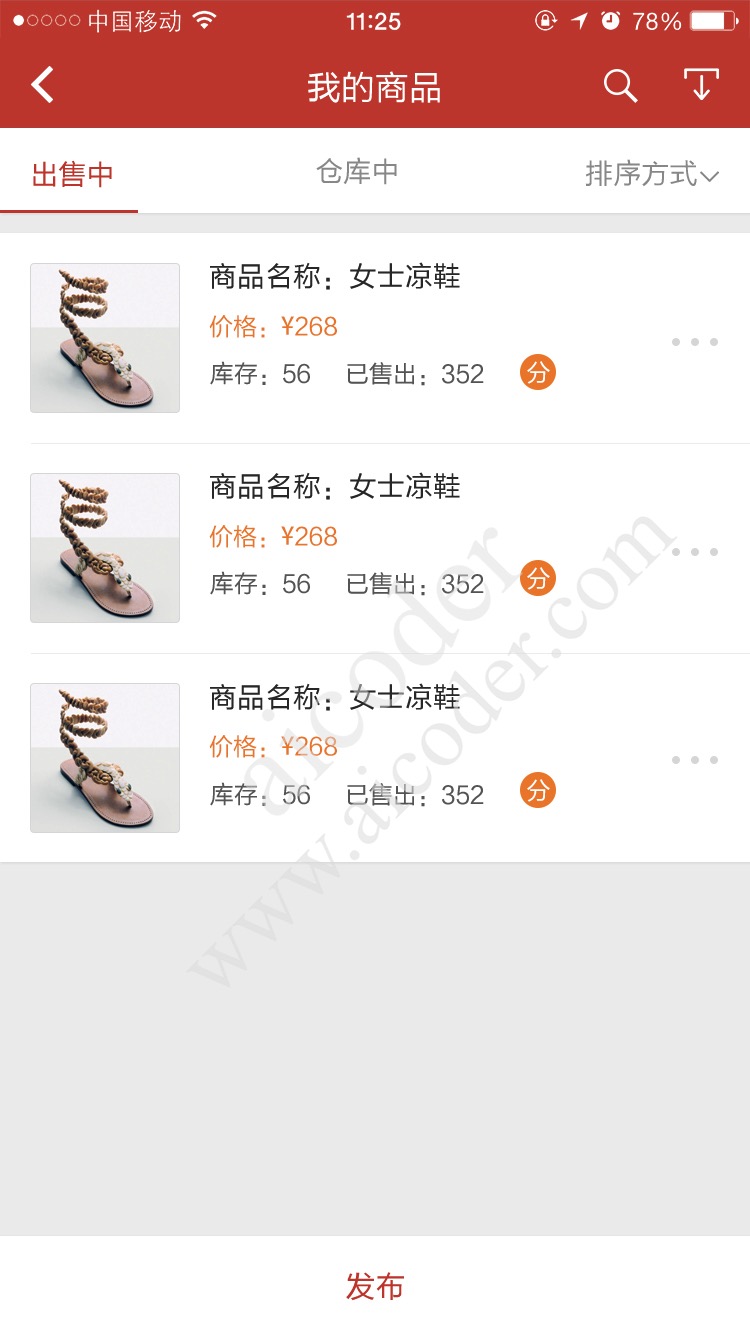 中国移动 11:25 78%
我的商品
出售中 仓库中 排序方式
商品名称：女士凉鞋
价格：¥268
库存：56 已售出：352 分
商品名称：女士凉鞋
价格：¥268
库存：56 已售出：352 分
商品名称：女士凉鞋
价格：¥268
库存：56 已售出：352 分
aicoder
www.aicoder.com
发布